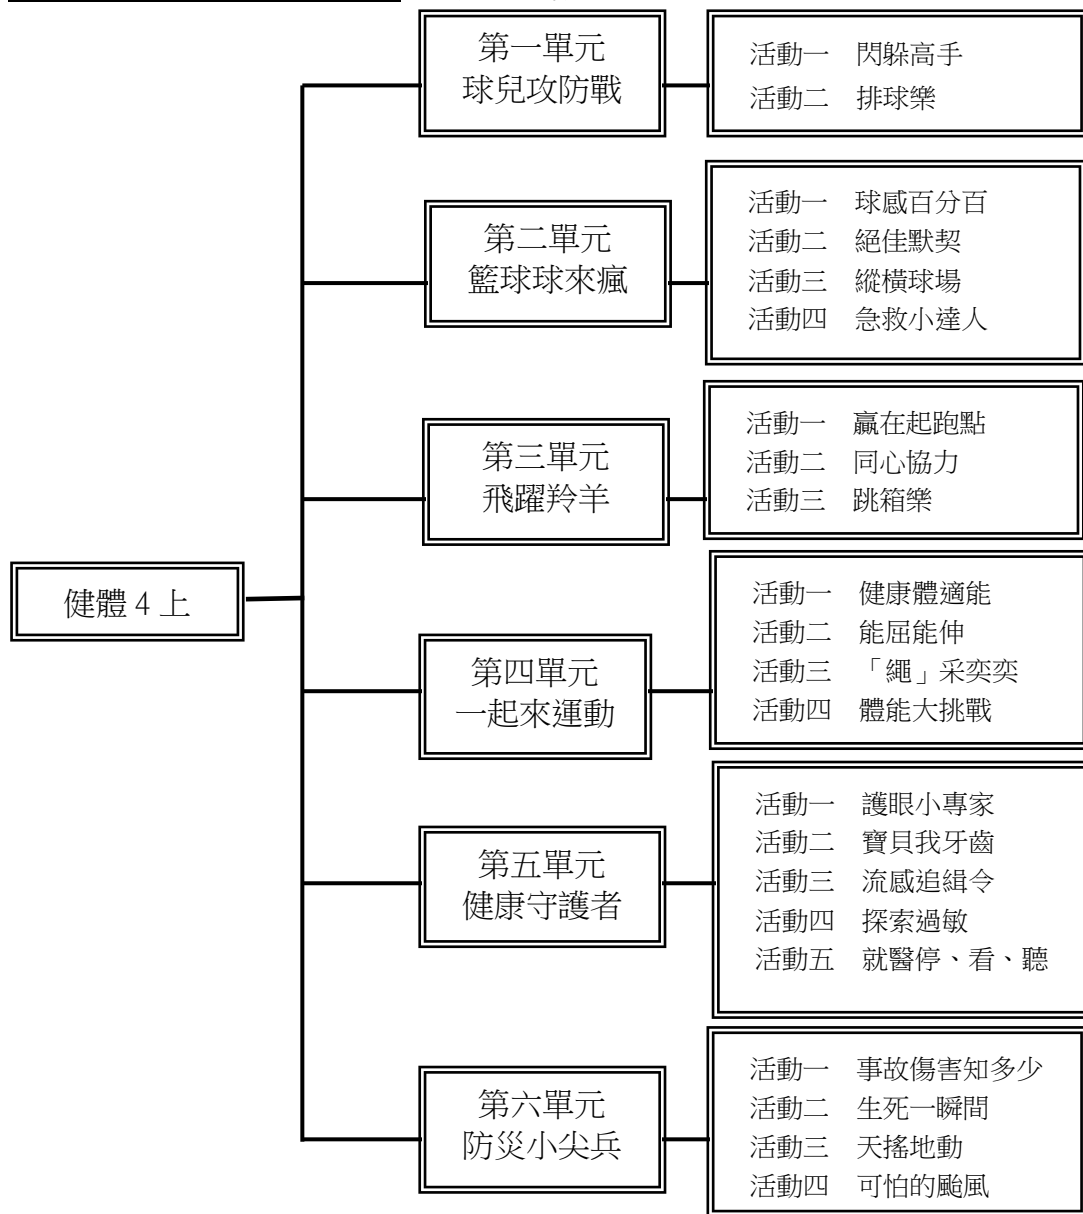 第一單元
球兒攻防戰
活動一　閃躲高手
活動二　排球樂
第二單元
籃球球來瘋
活動一　球感百分百
活動二　絕佳默契
活動三　縱橫球場
活動四　急救小達人
第三單元
飛躍羚羊
活動一　贏在起跑點
活動二　同心協力
活動三　跳箱樂
健體 4 上
第四單元
一起來運動
活動一　健康體適能
活動二　能屈能伸
活動三　「繩」采奕奕
活動四　體能大挑戰
第五單元
健康守護者
活動一　護眼小專家
活動二　寶貝我牙齒
活動三　流感追緝令
活動四　探索過敏
活動五　就醫停、看、聽
第六單元
防災小尖兵
活動一　事故傷害知多少
活動二　生死一瞬間
活動三　天搖地動
活動四　可怕的颱風